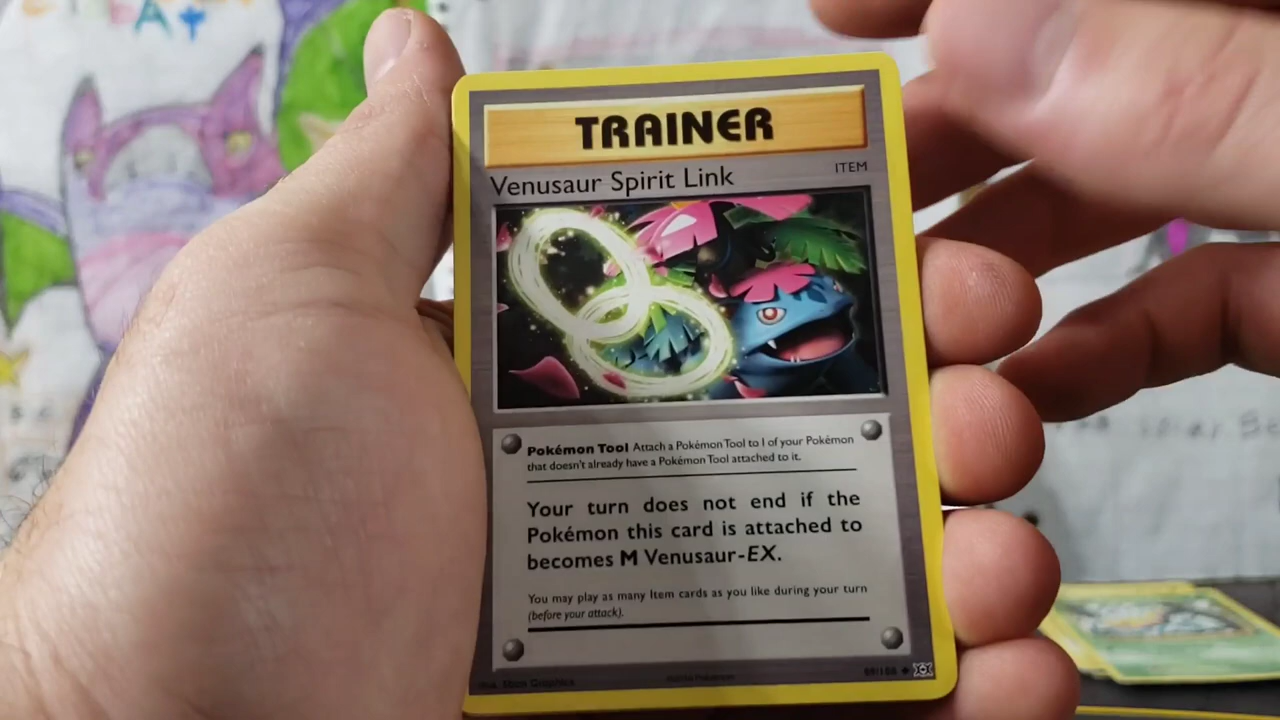 TRAINER
ITEM
Venusaur Spirit Link
Pokémon Tool Attach a Pokémon Tool to 1 of your Pokémon
that doesn't already have a Pokémon Tool attached to it.
Your turn does not end if the
Pokémon this card is attached to
becomes M Venusaur-EX.
You may play as many Item cards as you like during your turn
(before your attack).